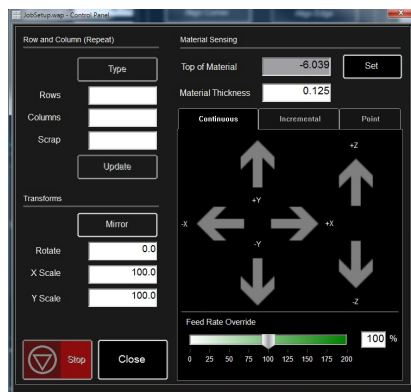 JobSetup.wap - Control Panel
Row and Column (Repeat)
Type
Rows
Columns
Scrap
Update
Transforms
Mirror
Rotate 0.0
X Scale 100.0
Y Scale 100.0
Stop
Close
Material Sensing
Top of Material -6.039 Set
Material Thickness 0.125
Continuous Incremental Point
+Y
+Z
-X
+X
-Y
-Z
Feed Rate Override
100 %
0 25 50 75 100 125 150 175 200